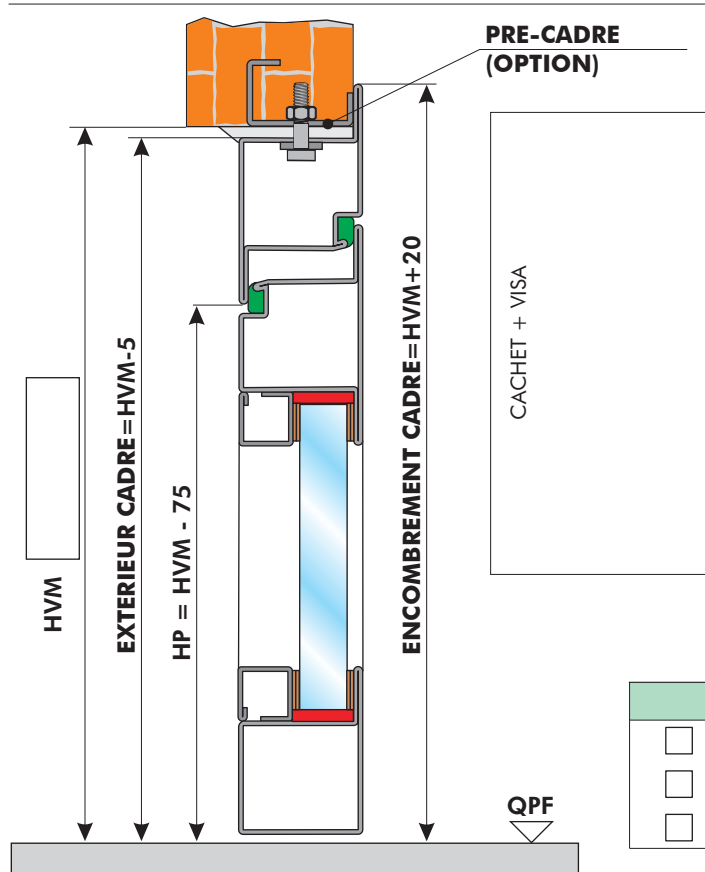 PRE-CADRE
(OPTION)
HVM
EXTERIEUR CADRE=HVM-5
HP = HVM - 75
ENCOMBREMENT CADRE=HVM+20
CACHET + VISA
QPF